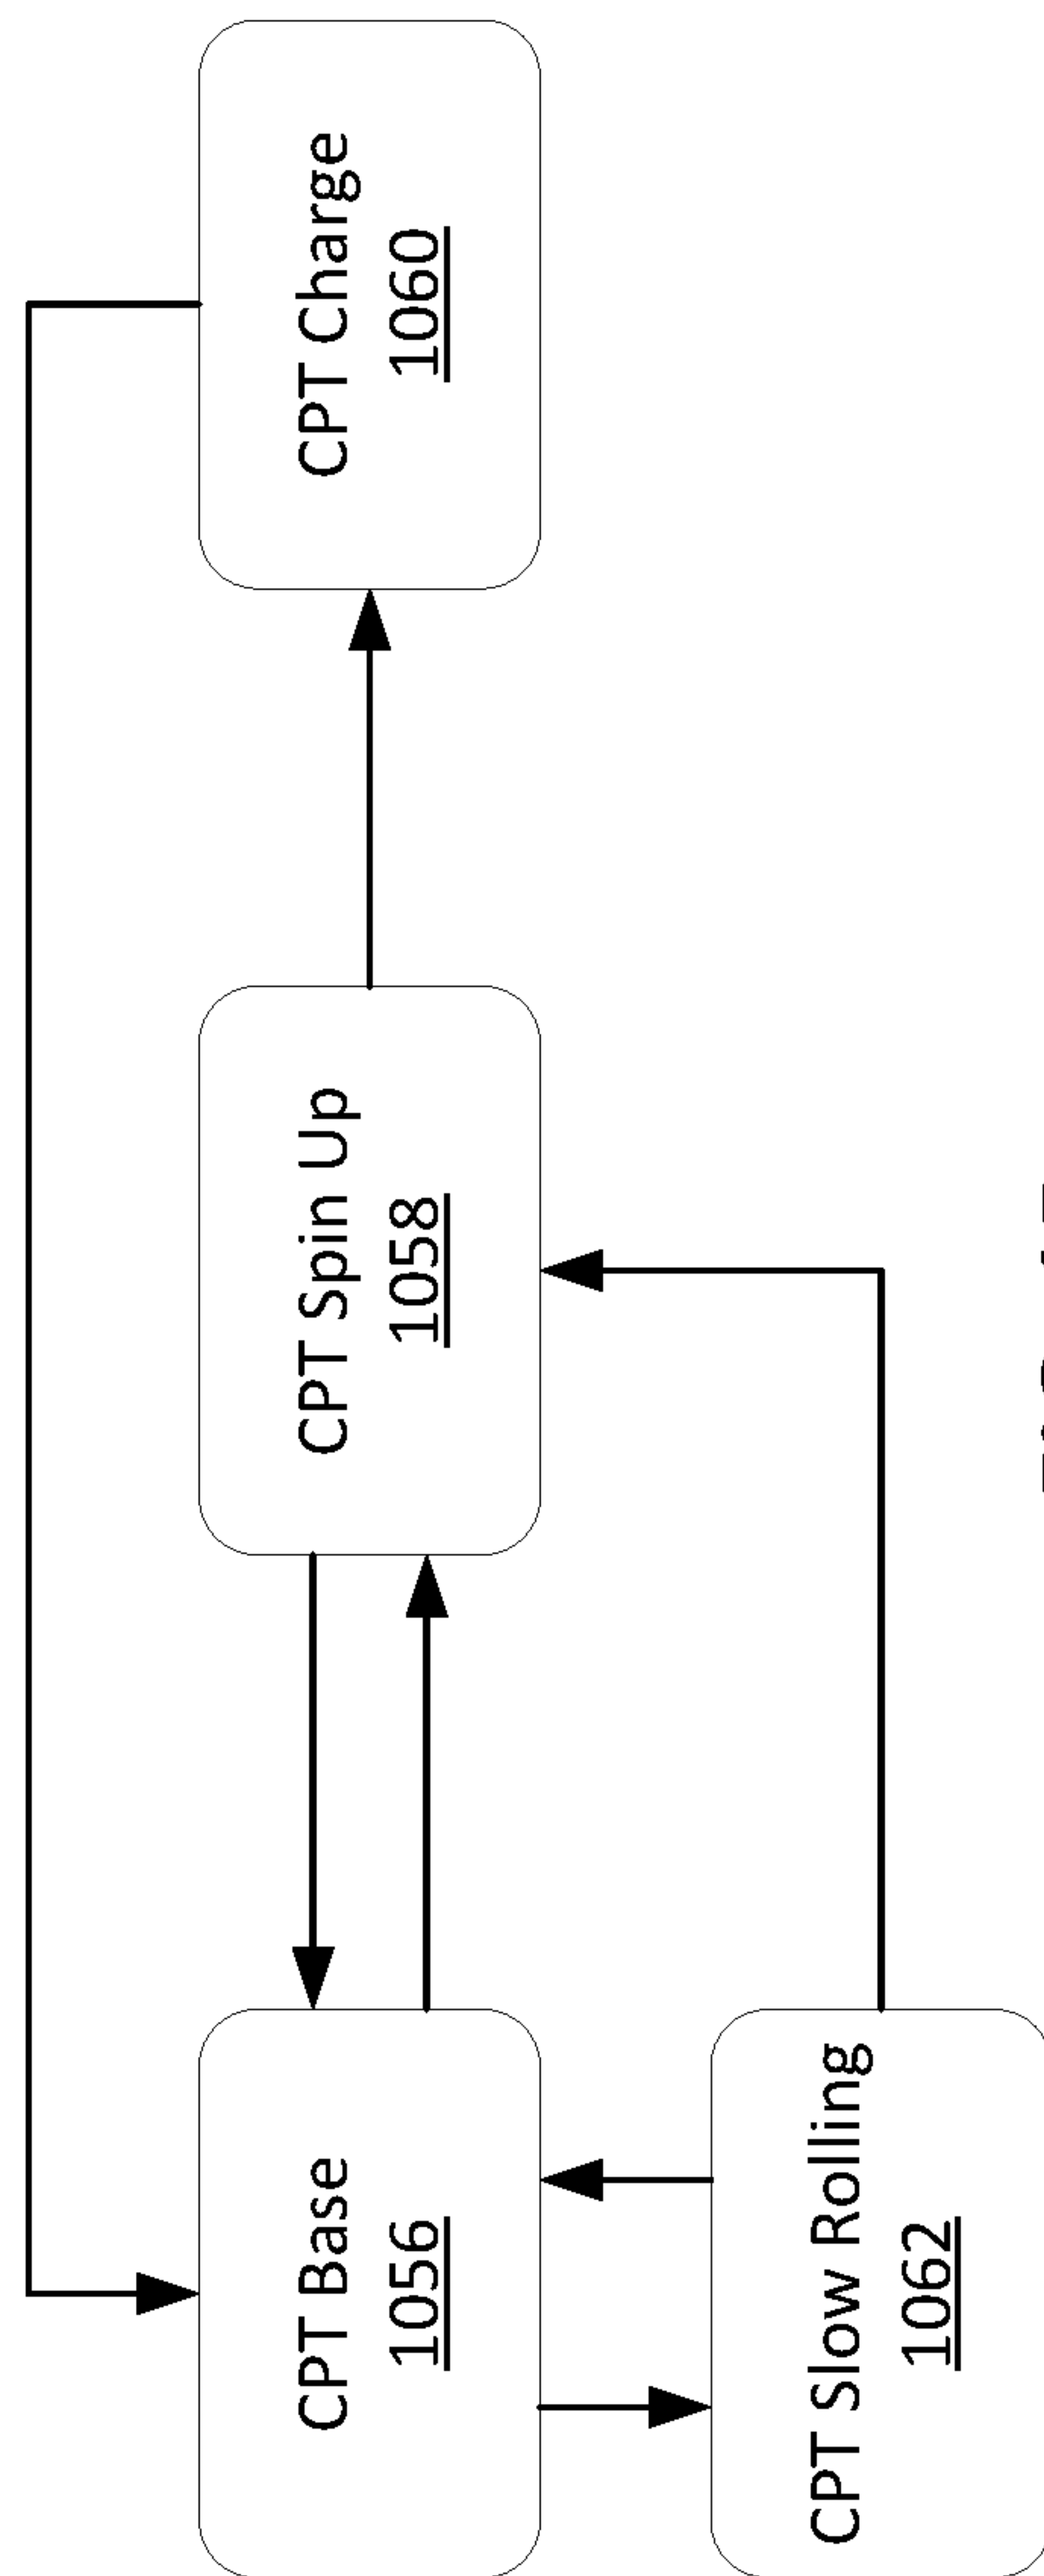 CPT Base
1056
CPT Spin Up
1058
CPT Charge
1060
CPT Slow Rolling
1062